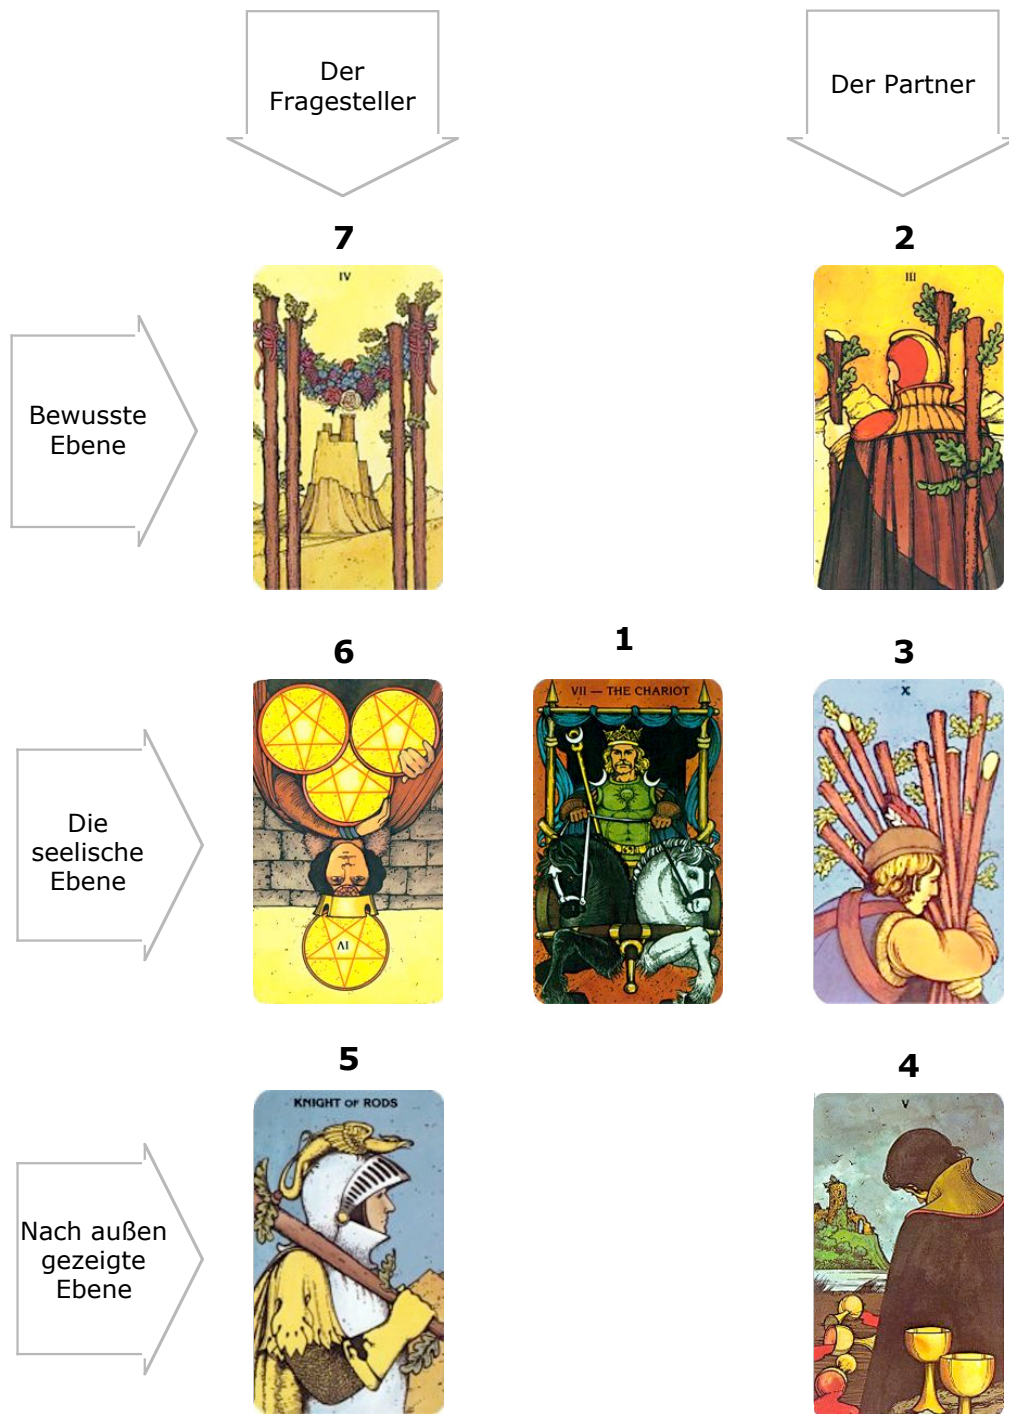 Der
Fragesteller
Der Partner
7
2
IV
III
Bewusste
Ebene
6
1
3
VII — THE CHARIOT
X
Die
seelische
Ebene
IV
5
4
KNIGHT OF RODS
V
Nach außen
gezeigte
Ebene